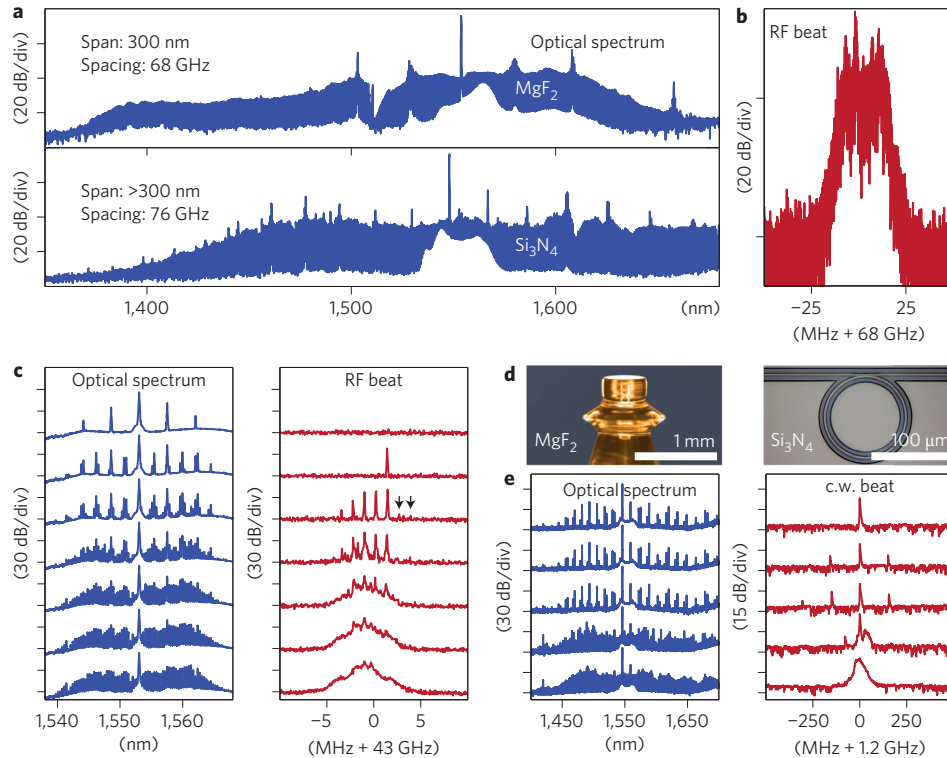 a
Span: 300 nm
Spacing: 68 GHz
Optical spectrum
MgF₂
(20 dB/div)
Span: >300 nm
Spacing: 76 GHz
Si₃N₄
(20 dB/div)
1,400
1,500
1,600
(nm)
b
RF beat
(20 dB/div)
−25
25
(MHz + 68 GHz)
c
Optical spectrum
(30 dB/div)
1,540
1,550
1,560
(nm)
RF beat
(30 dB/div)
−5
0
5
(MHz + 43 GHz)
d
MgF₂
1 mm
Si₃N₄
100 μm
e
Optical spectrum
(30 dB/div)
1,450
1,550
1,650
(nm)
c.w. beat
(15 dB/div)
−250
0
250
(MHz + 1.2 GHz)